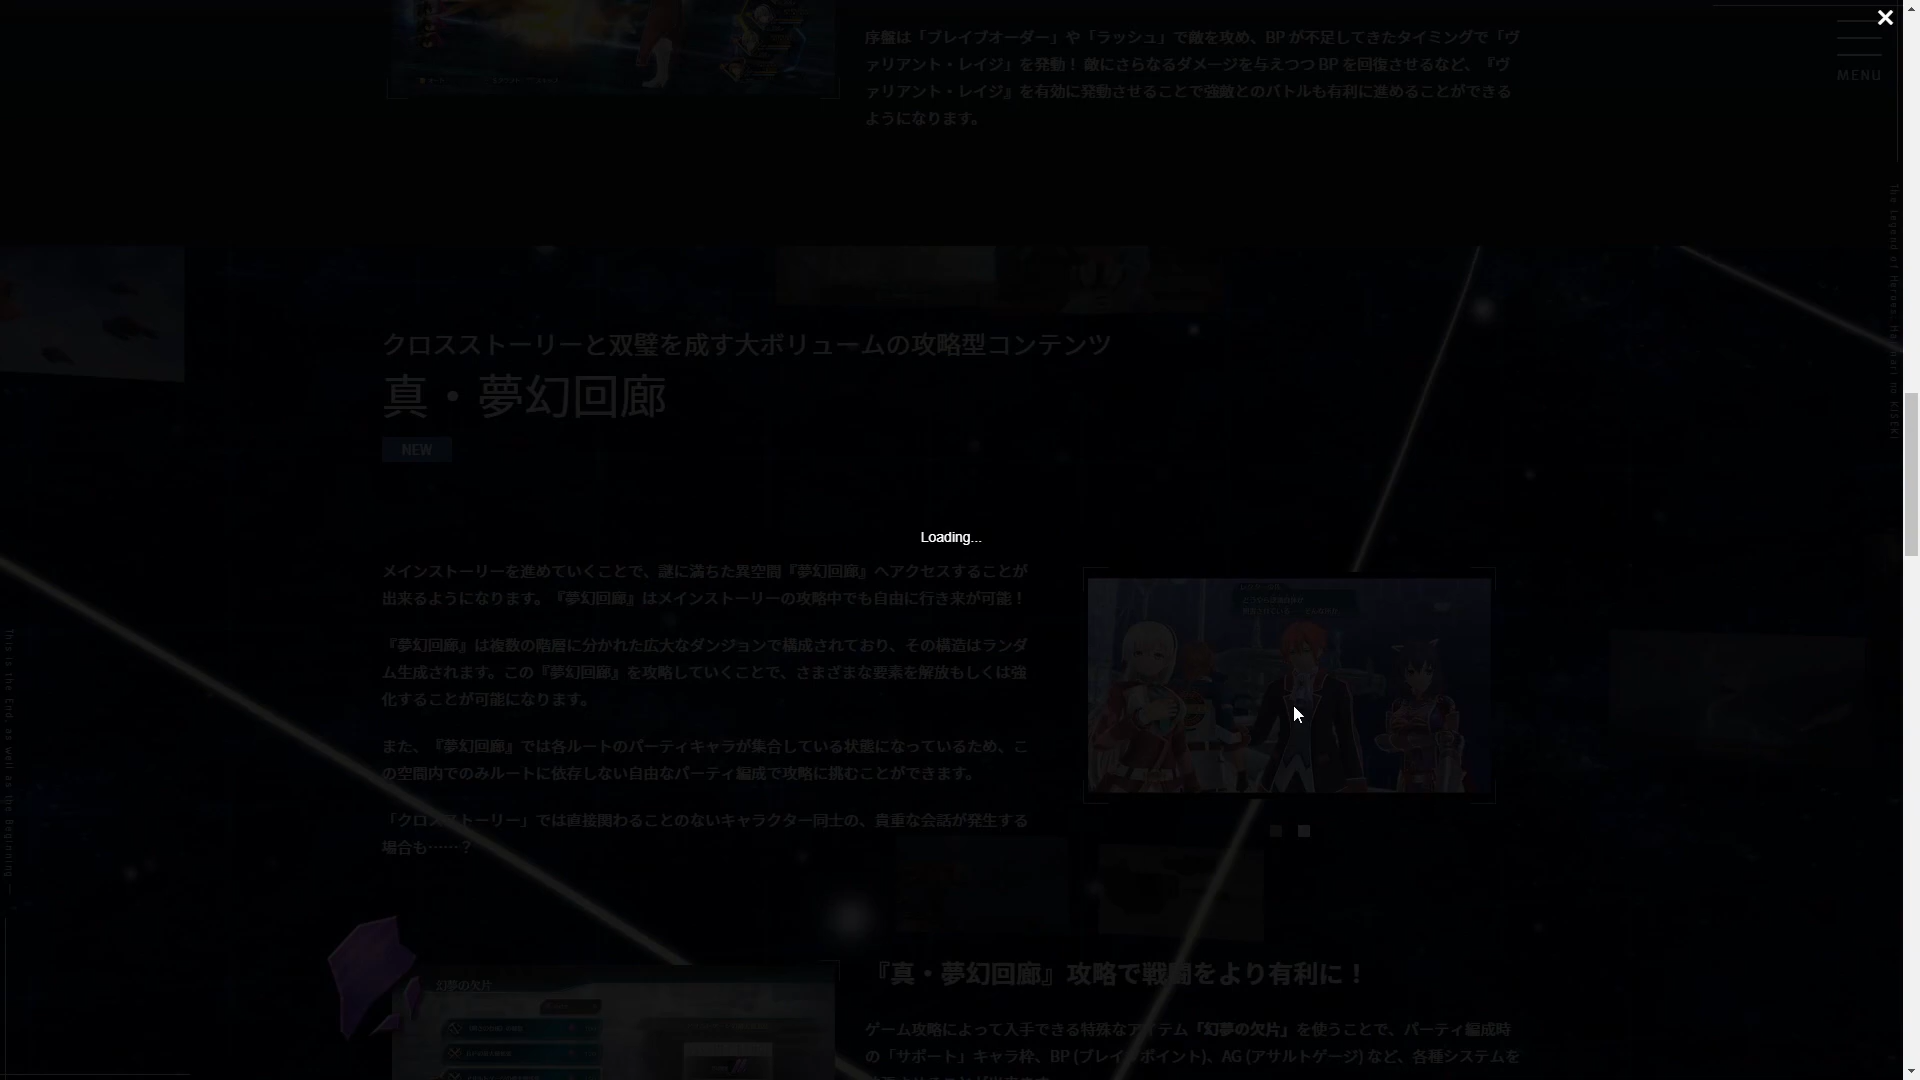 序盤は「ブレイブオーダー」や「ラッシュ」で敵を攻め、BP が不足してきたタイミングで「ヴ
ァリアント・レイジ」を発動！ 敵にさらなるダメージを与えつつ BP を回復させるなど、『ヴ
ァリアント・レイジ』を有効に発動させることで強敵とのバトルも有利に進めることができる
ようになります。
MENU
The Legend of Heroes: Hajimari no KISEKI
クロスストーリーと双璧を成す大ボリュームの攻略型コンテンツ
真・夢幻回廊
NEW
Loading...
メインストーリーを進めていくことで、謎に満ちた異空間『夢幻回廊』へアクセスすることが
出来るようになります。『夢幻回廊』はメインストーリーの攻略中でも自由に行き来が可能！
『夢幻回廊』は複数の階層に分かれた広大なダンジョンで構成されており、その構造はランダ
ム生成されます。この『夢幻回廊』を攻略していくことで、さまざまな要素を解放もしくは強
化することが可能になります。
また、『夢幻回廊』では各ルートのパーティキャラが集合している状態になっているため、こ
の空間内でのみルートに依存しない自由なパーティ編成で攻略に挑むことができます。
「クロスストーリー」では直接関わることのないキャラクター同士の、貴重な会話が発生する
場合も……？
This is the End, as well as the Beginning —
幻夢の欠片
『真・夢幻回廊』攻略で戦闘をより有利に！
ゲーム攻略によって入手できる特殊なアイテム「幻夢の欠片」を使うことで、パーティ編成時
の「サポート」キャラ枠、BP (ブレイブポイント)、AG (アサルトゲージ) など、各種システムを